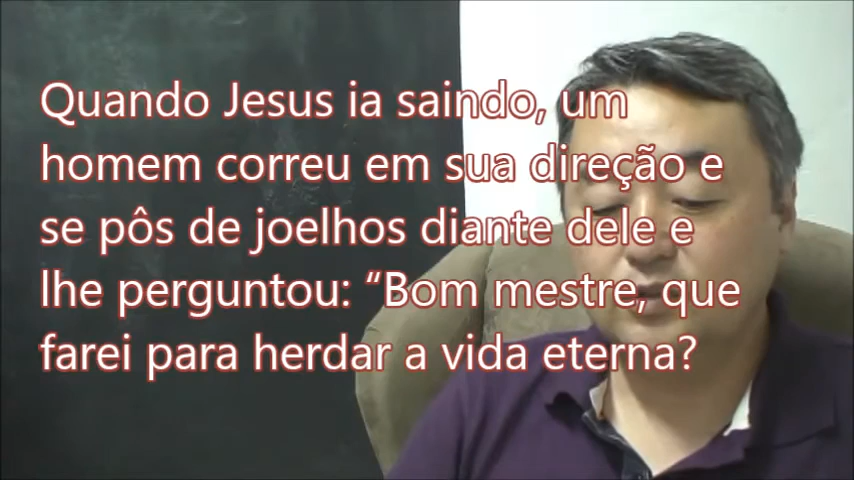 Quando Jesus ia saindo, um
homem correu em sua direção e
se pôs de joelhos diante dele e
lhe perguntou: “Bom mestre, que
farei para herdar a vida eterna?